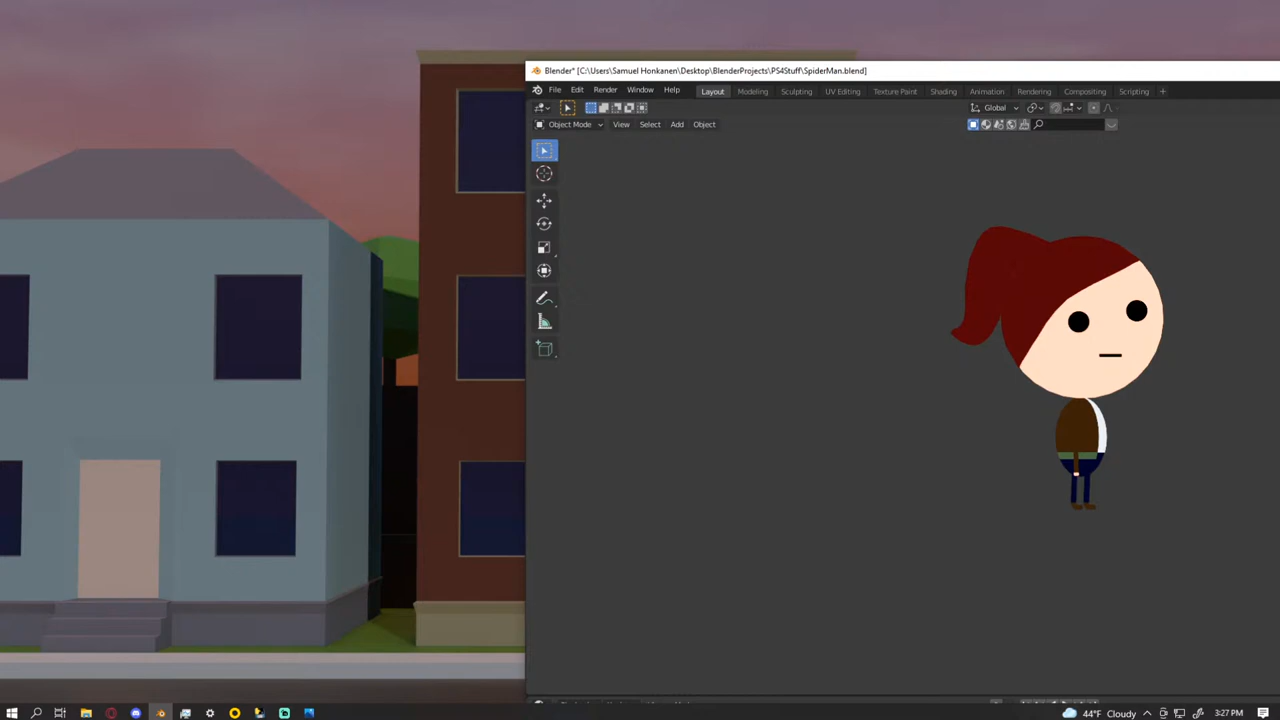 Blender* [C:\Users\Samuel Honkanen\Desktop\BlenderProjects\PS4Stuff\SpiderMan.blend]
File Edit Render Window Help Layout Modeling Sculpting UV Editing Texture Paint Shading Animation Rendering Compositing Scripting +
Global
Object Mode View Select Add Object
44°F Cloudy 3:27 PM